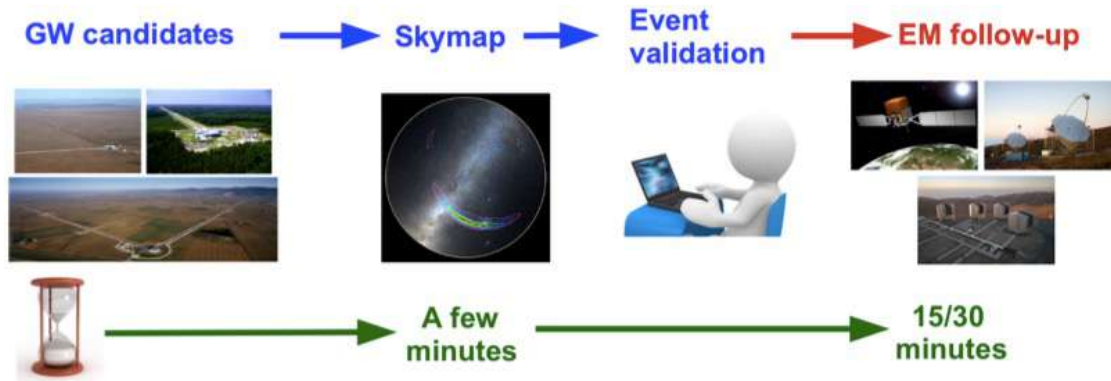 GW candidates
Skymap
Event
validation
EM follow-up
A few
minutes
15/30
minutes